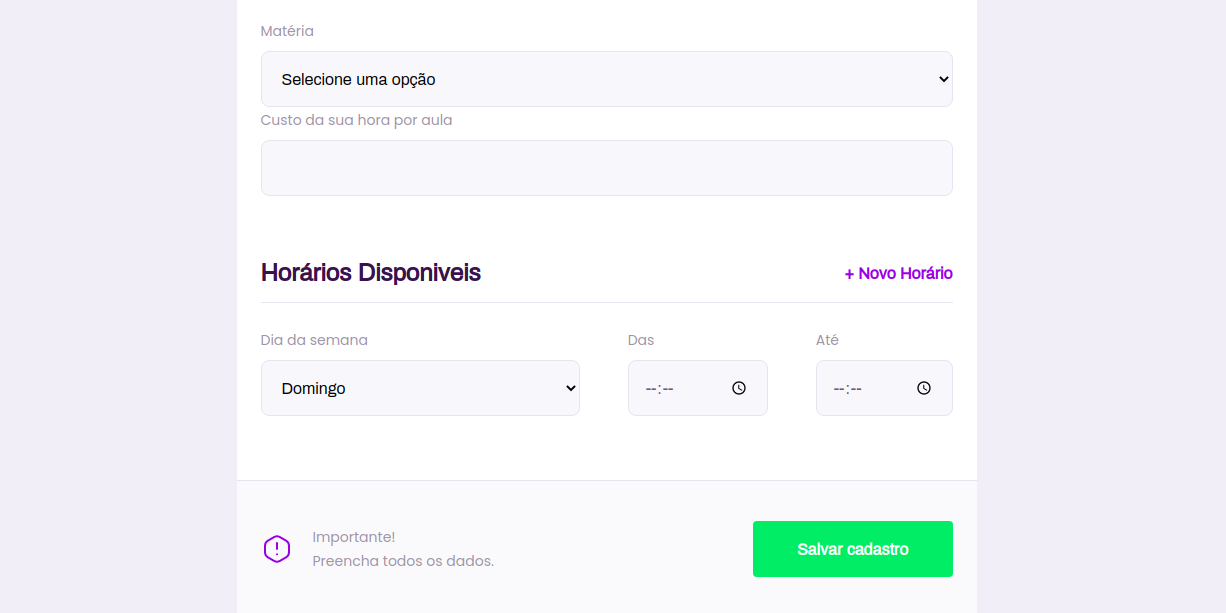 Matéria
Selecione uma opção
Custo da sua hora por aula
Horários Disponiveis
+ Novo Horário
Dia da semana
Das
Até
Domingo
--:--
--:--
Importante!
Preencha todos os dados.
Salvar cadastro